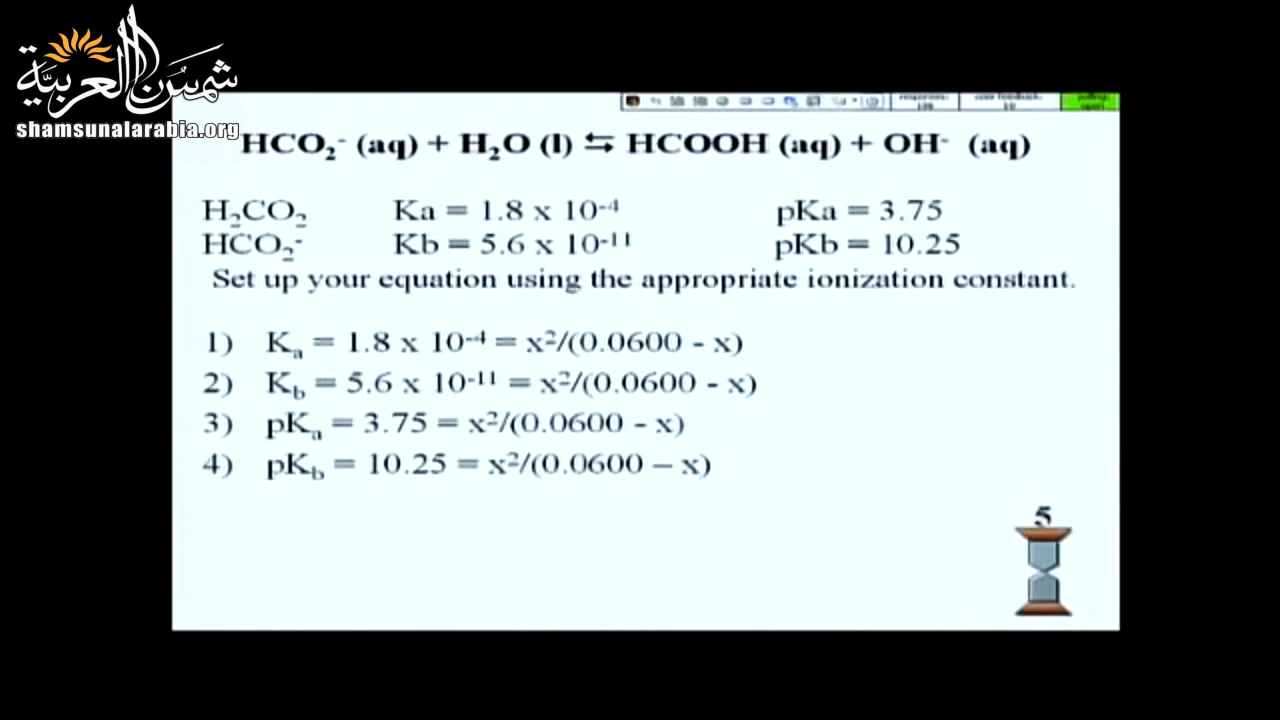 شمس العربية
shamsunalarabia.org
HCO₂⁻ (aq) + H₂O (l) ⇆ HCOOH (aq) + OH⁻ (aq)
H₂CO₂ Ka = 1.8 x 10⁻⁴ pKa = 3.75
HCO₂⁻ Kb = 5.6 x 10⁻¹¹ pKb = 10.25
Set up your equation using the appropriate ionization constant.
1) Kₐ = 1.8 x 10⁻⁴ = x²/(0.0600 - x)
2) K_b = 5.6 x 10⁻¹¹ = x²/(0.0600 - x)
3) pKₐ = 3.75 = x²/(0.0600 - x)
4) pK_b = 10.25 = x²/(0.0600 – x)
5